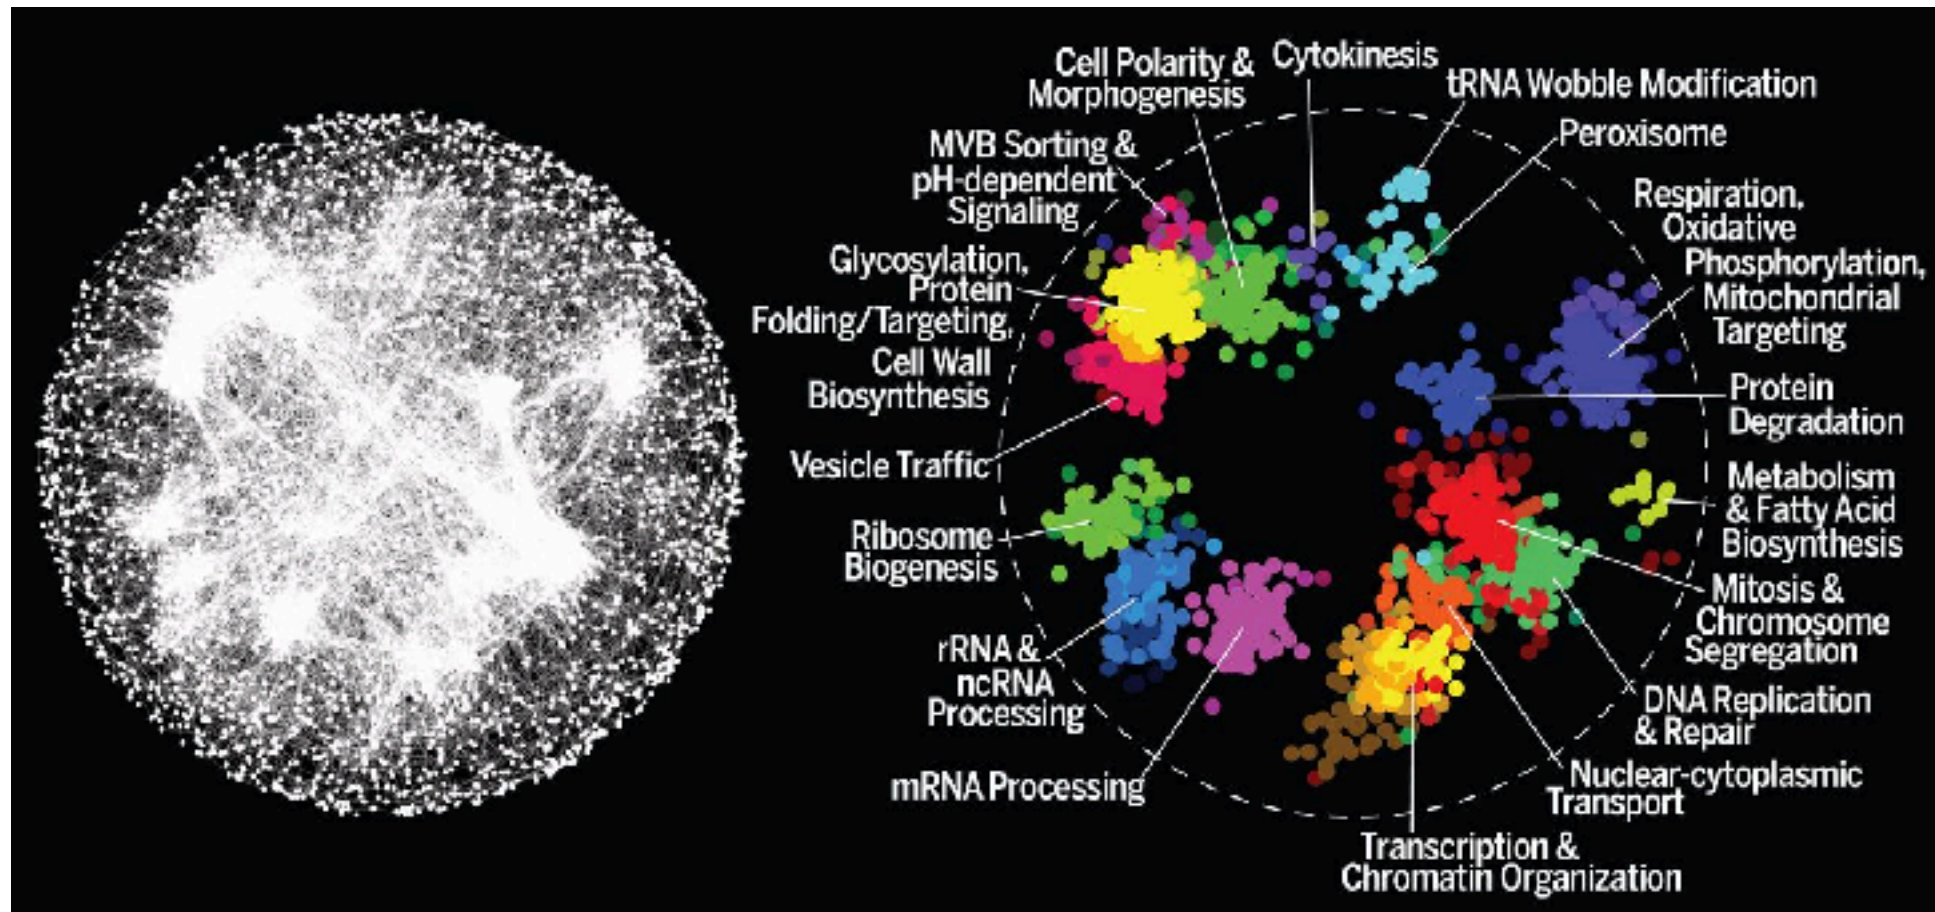 Cell Polarity &
Morphogenesis
Cytokinesis
tRNA Wobble Modification
Peroxisome
MVB Sorting &
pH-dependent
Signaling
Respiration,
Oxidative
Phosphorylation,
Mitochondrial
Targeting
Glycosylation,
Protein
Folding/Targeting,
Cell Wall
Biosynthesis
Protein
Degradation
Vesicle Traffic
Metabolism
& Fatty Acid
Biosynthesis
Ribosome
Biogenesis
Mitosis &
Chromosome
Segregation
rRNA &
ncRNA
Processing
DNA Replication
& Repair
mRNA Processing
Nuclear-cytoplasmic
Transport
Transcription &
Chromatin Organization